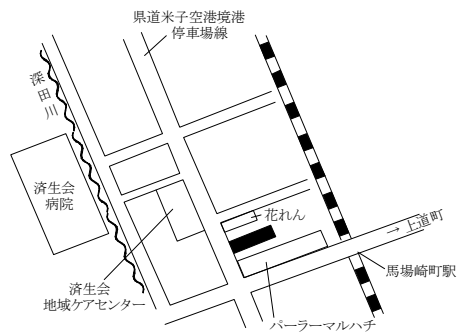 県道米子空港境港
停車場線
深田川
済生会
病院
花れん
→ 上道町
馬場崎町駅
済生会
地域ケアセンター
パーラーマルハチ